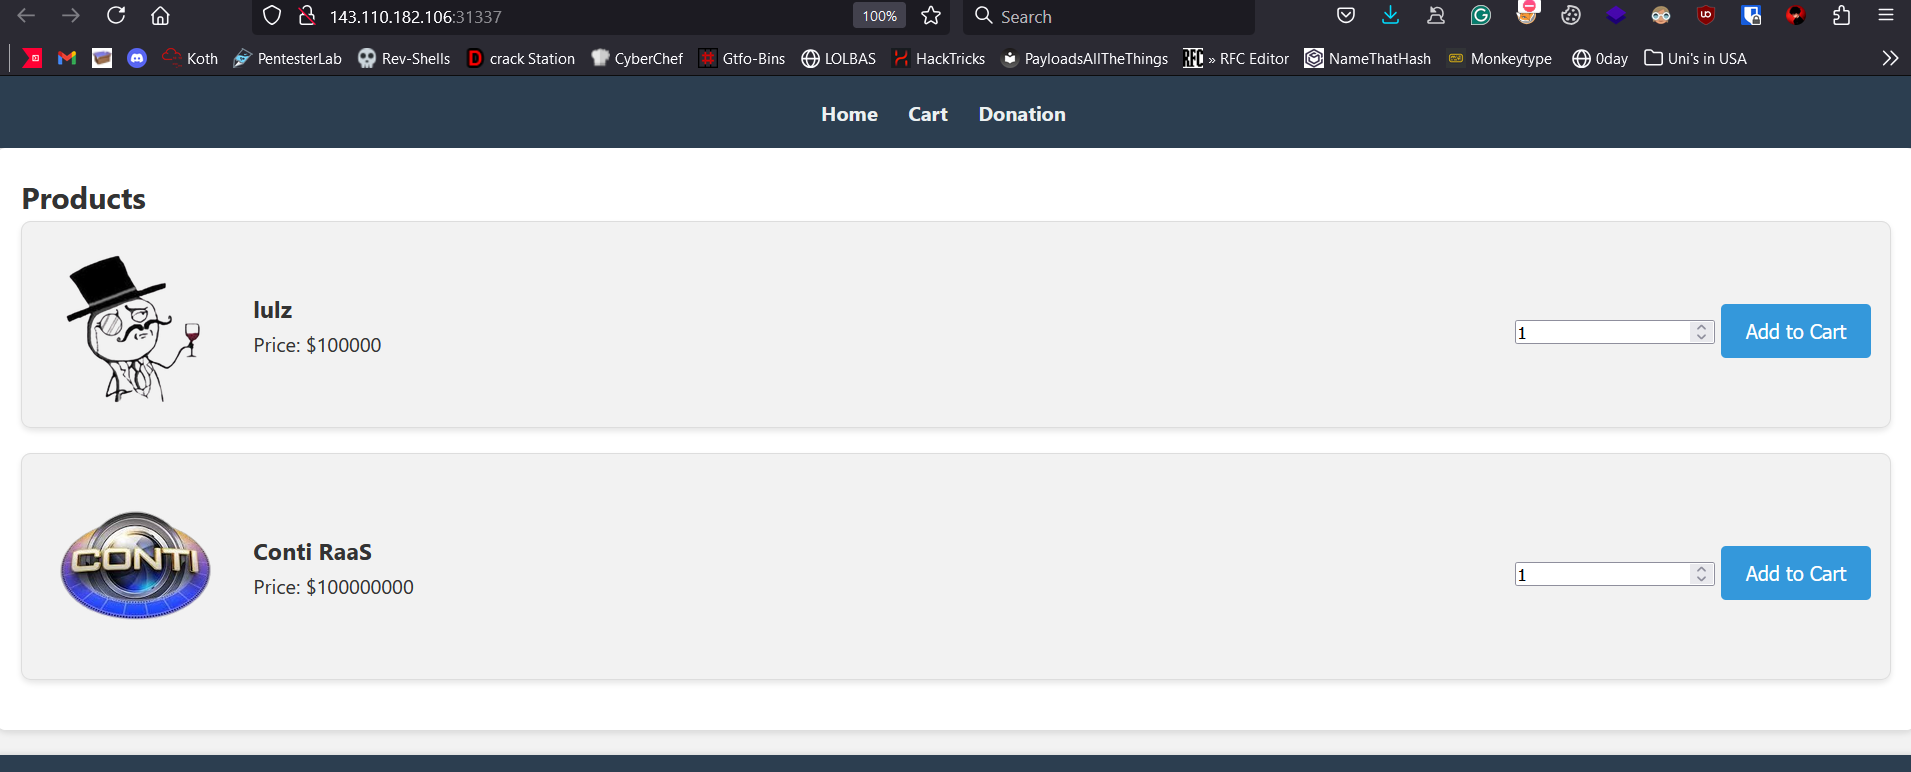 143.110.182.106:31337
100%
Search
Koth
PentesterLab
Rev-Shells
crack Station
CyberChef
Gtfo-Bins
LOLBAS
HackTricks
PayloadsAllTheThings
» RFC Editor
NameThatHash
Monkeytype
0day
Uni's in USA
Home Cart Donation
Products
lulz
Price: $100000
1
Add to Cart
CONTI
Conti RaaS
Price: $100000000
1
Add to Cart